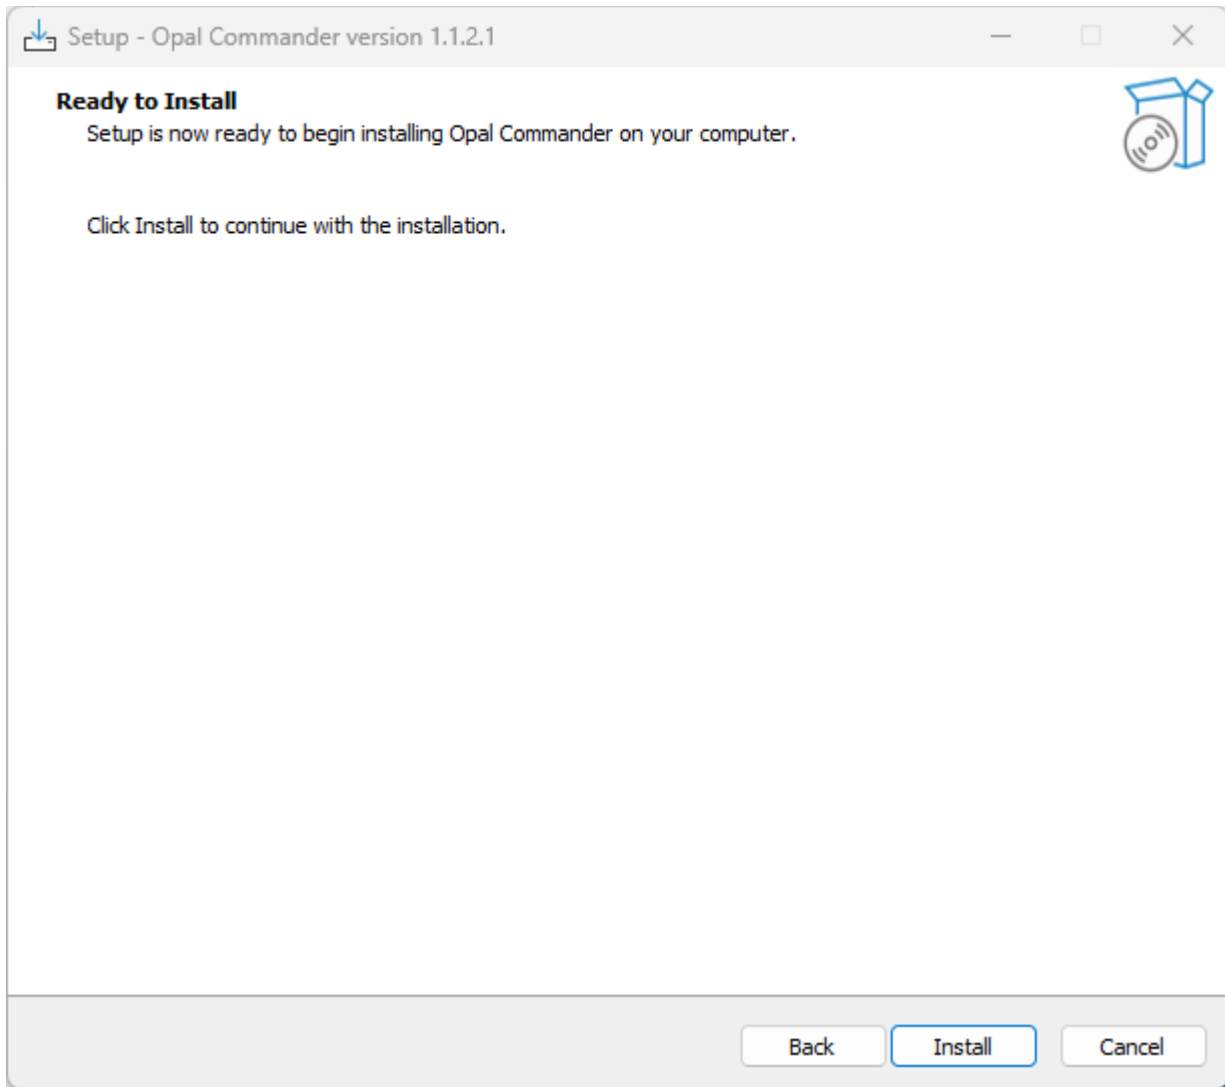 Setup - Opal Commander version 1.1.2.1
Ready to Install
Setup is now ready to begin installing Opal Commander on your computer.
Click Install to continue with the installation.
Back Install Cancel